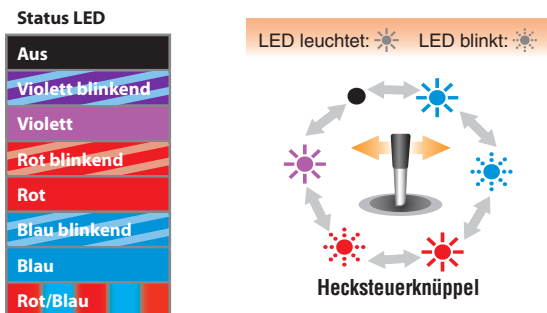 Status LED
Aus
Violett blinkend
Violett
Rot blinkend
Rot
Blau blinkend
Blau
Rot/Blau
LED leuchtet: LED blinkt:
Hecksteuerknüppel